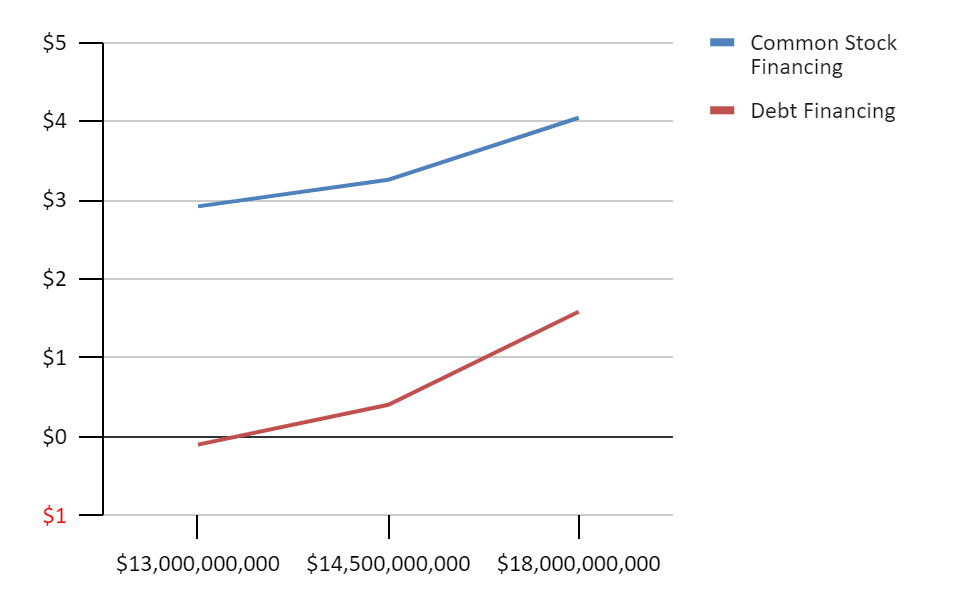 $5
$4
$3
$2
$1
$0
$1
$13,000,000,000 $14,500,000,000 $18,000,000,000
Common Stock
Financing
Debt Financing